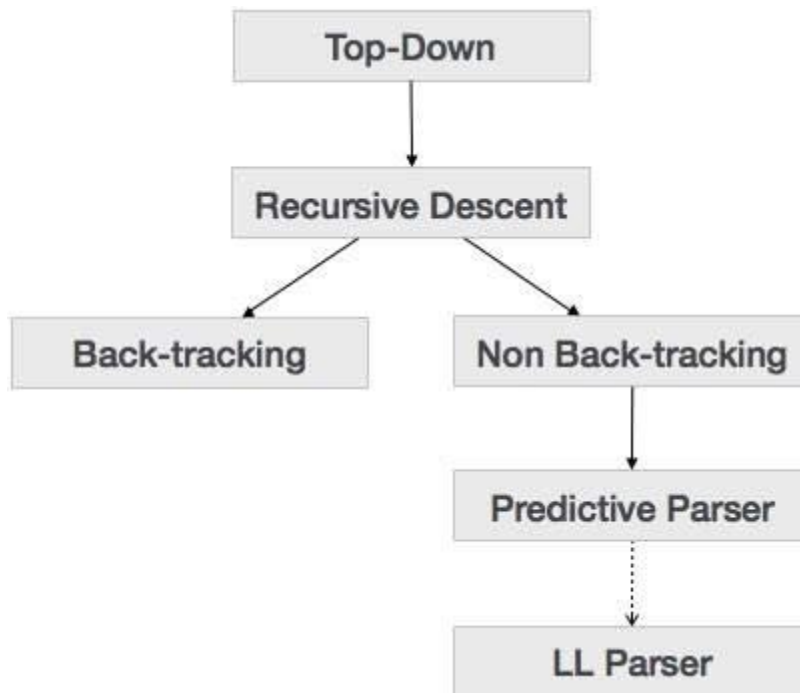 Top-Down
Recursive Descent
Back-tracking
Non Back-tracking
Predictive Parser
LL Parser